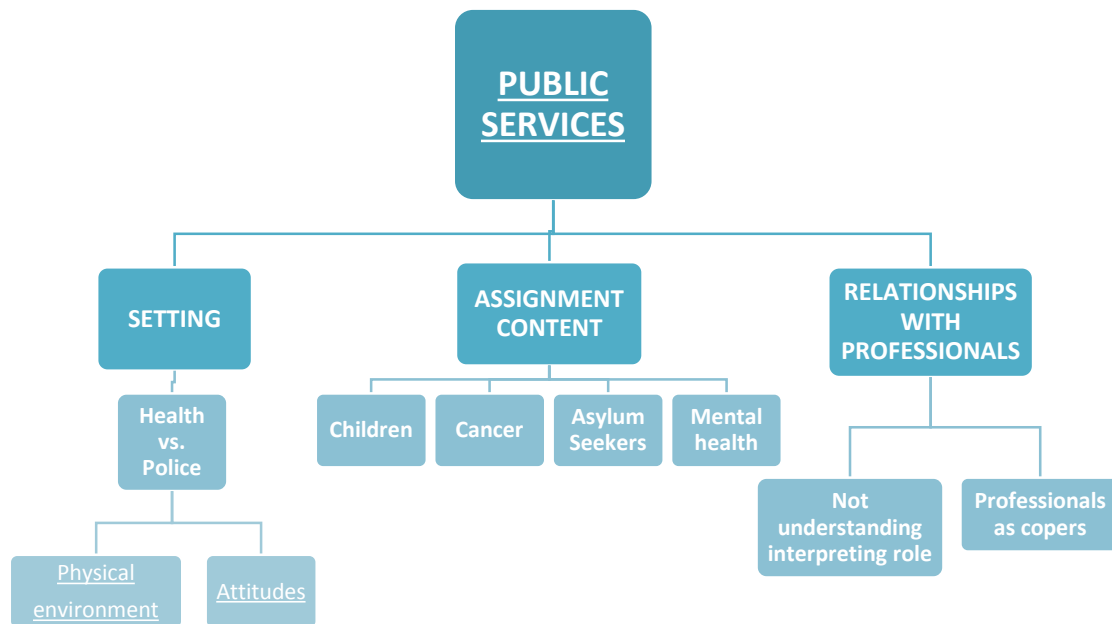 PUBLIC
SERVICES
SETTING
ASSIGNMENT
CONTENT
RELATIONSHIPS
WITH
PROFESSIONALS
Health
vs.
Police
Children
Cancer
Asylum
Seekers
Mental
health
Not
understanding
interpreting role
Professionals
as copers
Physical
environment
Attitudes